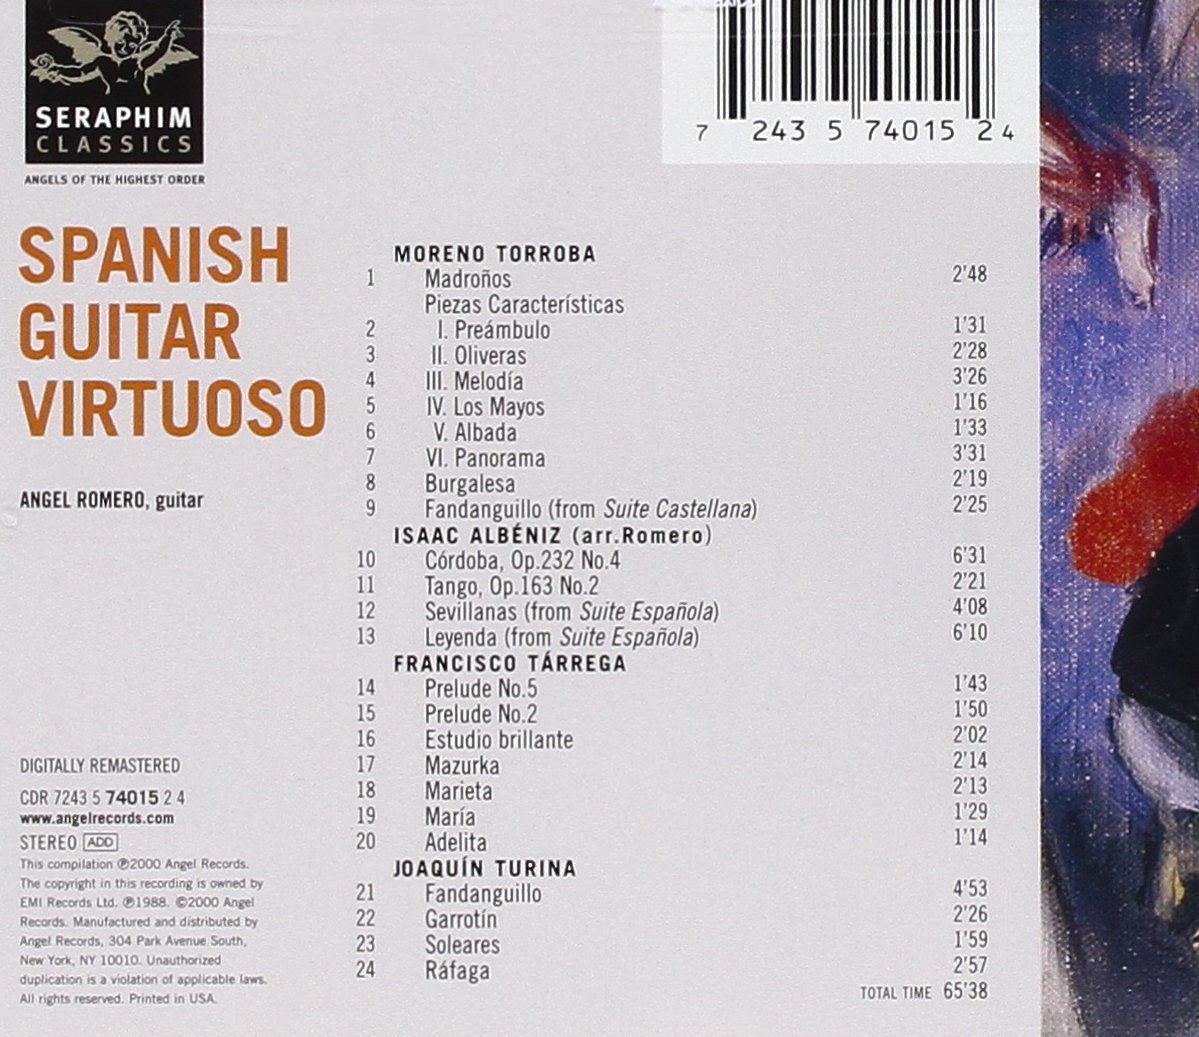 SERAPHIM
CLASSICS
ANGELS OF THE HIGHEST ORDER
7 243 5 74015 2 4
SPANISH
GUITAR
VIRTUOSO
ANGEL ROMERO, guitar
MORENO TORROBA
1 Madroños 2'48
Piezas Características
2 I. Preámbulo 1'31
3 II. Oliveras 2'28
4 III. Melodía 3'26
5 IV. Los Mayos 1'16
6 V. Albada 1'33
7 VI. Panorama 3'31
8 Burgalesa 2'19
9 Fandanguillo (from Suite Castellana) 2'25
ISAAC ALBÉNIZ (arr.Romero)
10 Córdoba, Op.232 No.4 6'31
11 Tango, Op.163 No.2 2'21
12 Sevillanas (from Suite Española) 4'08
13 Leyenda (from Suite Española) 6'10
FRANCISCO TÁRREGA
14 Prelude No.5 1'43
15 Prelude No.2 1'50
16 Estudio brillante 2'02
17 Mazurka 2'14
18 Marieta 2'13
19 María 1'29
20 Adelita 1'14
JOAQUÍN TURINA
21 Fandanguillo 4'53
22 Garrotín 2'26
23 Soleares 1'59
24 Ráfaga 2'57
TOTAL TIME 65'38
DIGITALLY REMASTERED
CDR 7243 5 74015 2 4
www.angelrecords.com
STEREO ADD
This compilation ℗2000 Angel Records.
The copyright in this recording is owned by
EMI Records Ltd. ℗1988. ©2000 Angel
Records. Manufactured and distributed by
Angel Records, 304 Park Avenue South,
New York, NY 10010. Unauthorized
duplication is a violation of applicable laws.
All rights reserved. Printed in USA.